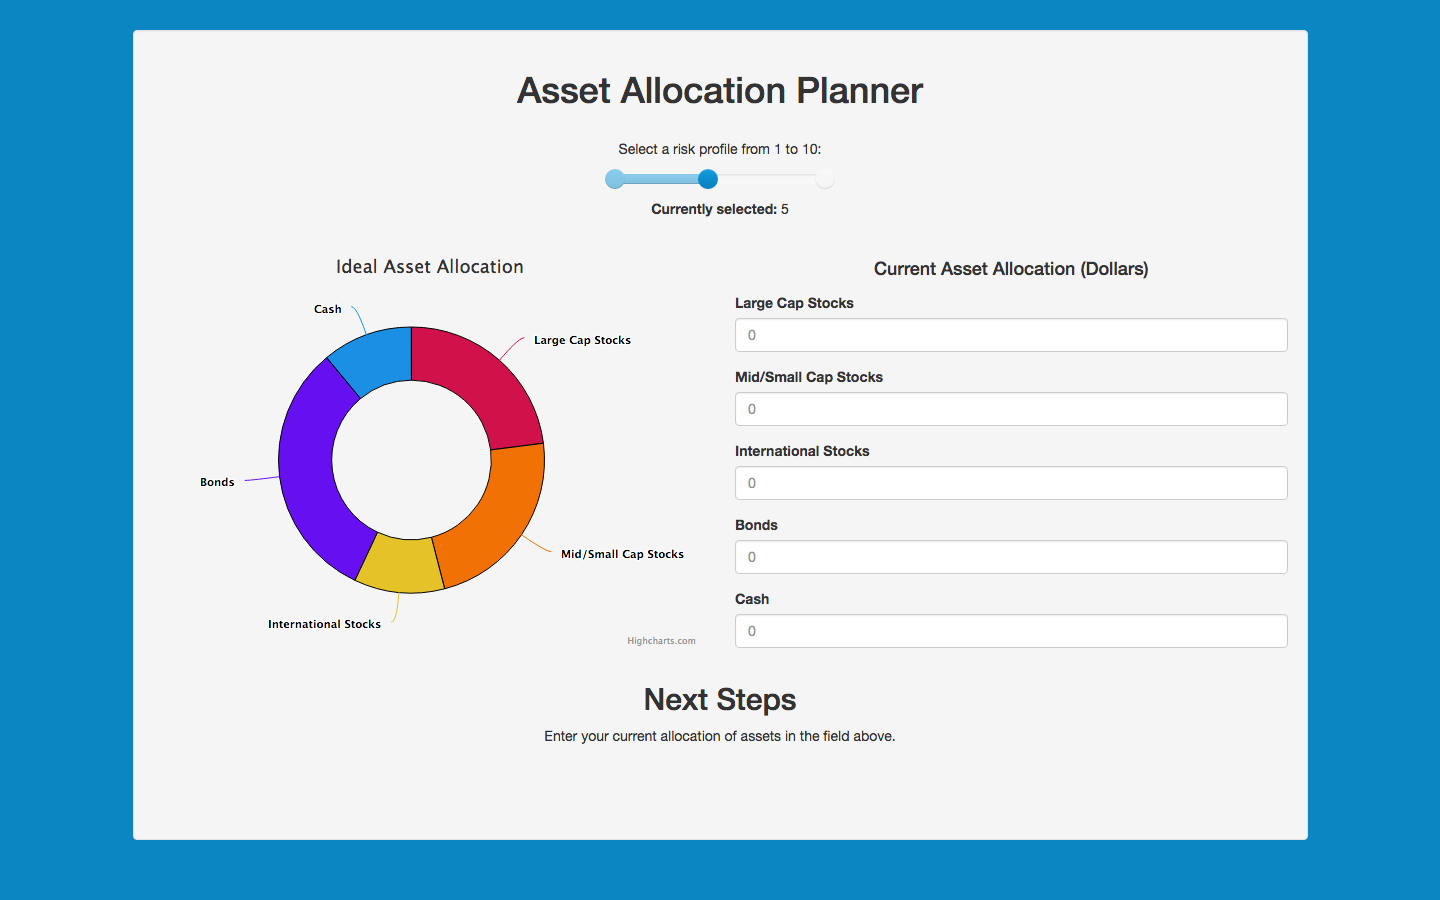 Asset Allocation Planner
Select a risk profile from 1 to 10:
Currently selected: 5
Ideal Asset Allocation
Cash
Large Cap Stocks
Bonds
Mid/Small Cap Stocks
International Stocks
Highcharts.com
Current Asset Allocation (Dollars)
Large Cap Stocks
0
Mid/Small Cap Stocks
0
International Stocks
0
Bonds
0
Cash
0
Next Steps
Enter your current allocation of assets in the field above.